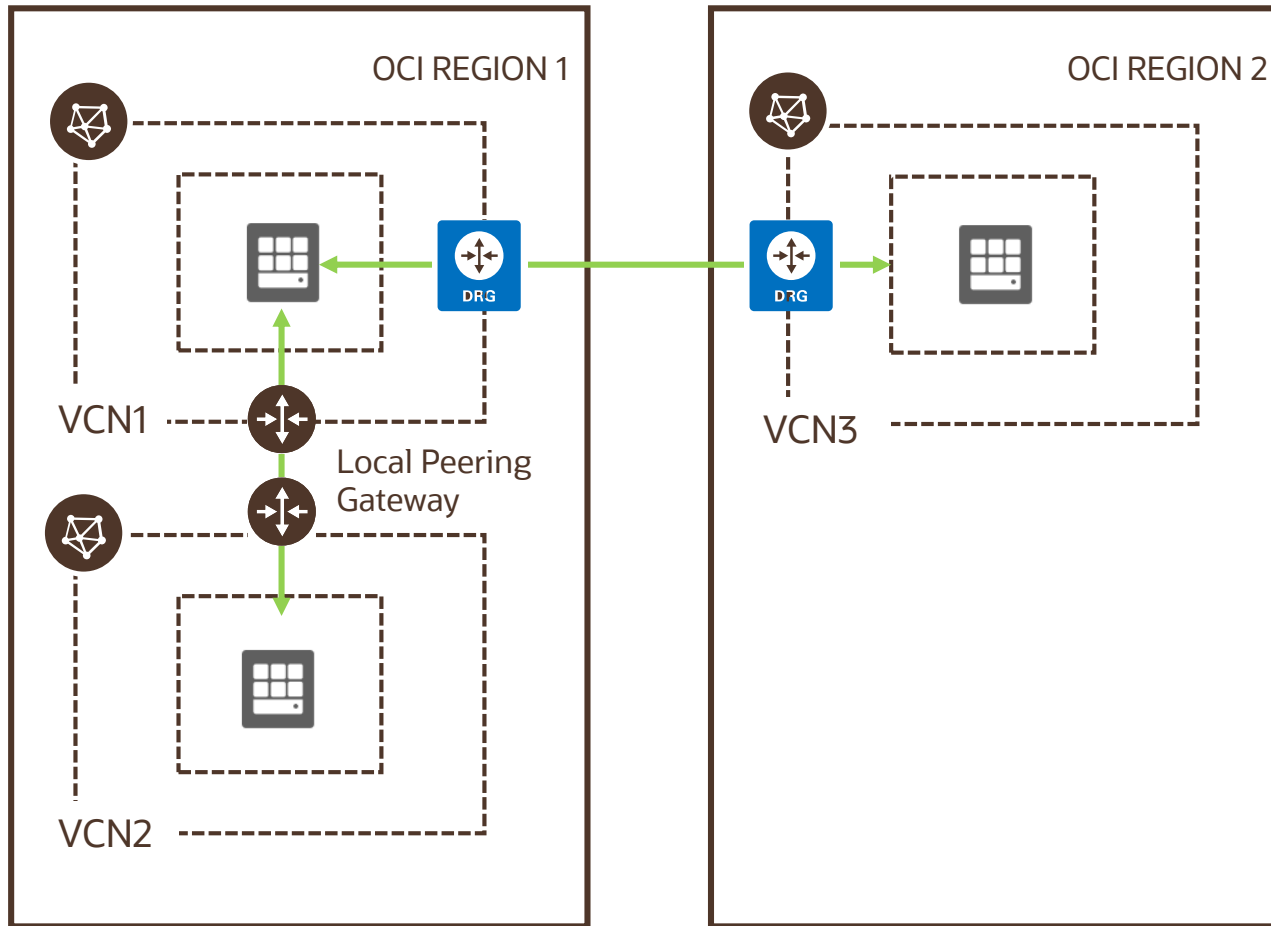 OCI REGION 1
OCI REGION 2
DRG
DRG
VCN1
VCN3
Local Peering
Gateway
VCN2